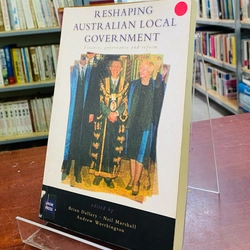 RESHAPING
AUSTRALIAN LOCAL
GOVERNMENT
Finance, governance and reform
edited by
Brian Dollery • Neil Marshall
Andrew Worthington